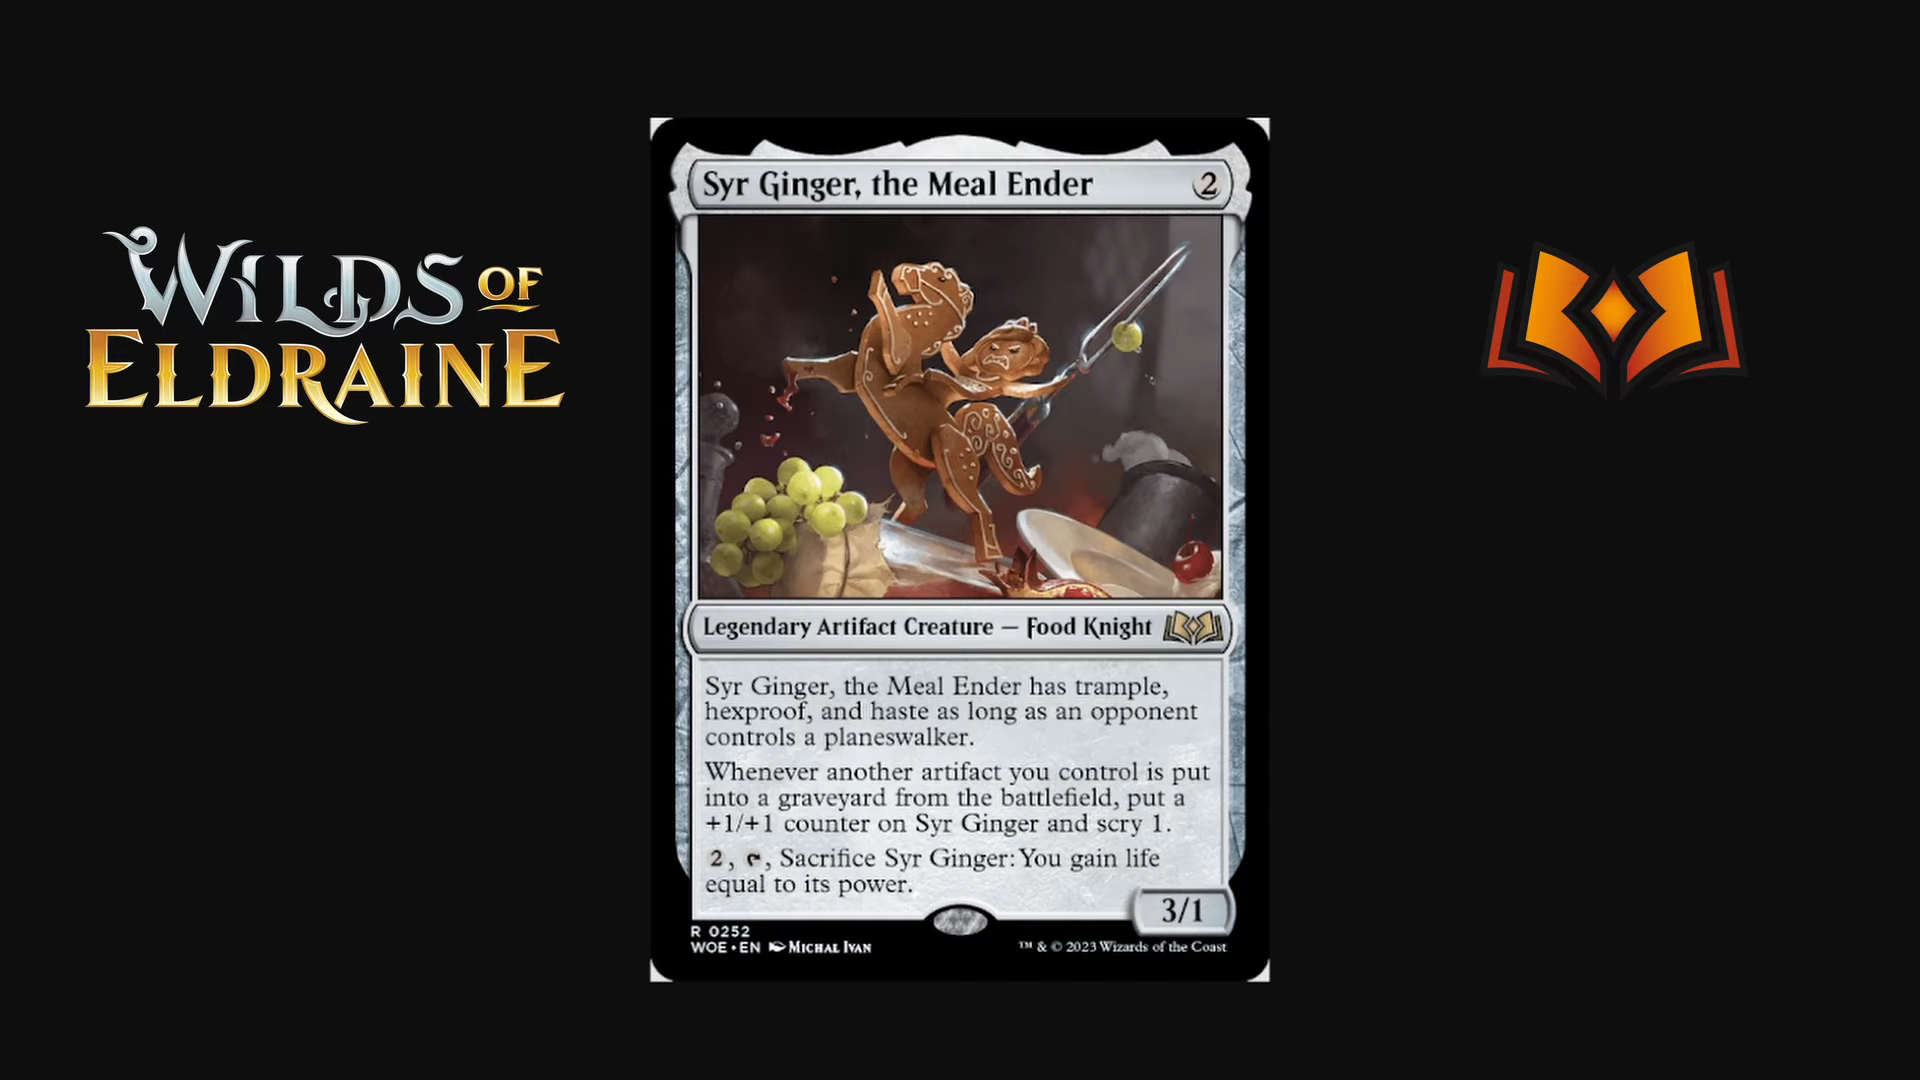 WILDS OF
ELDRAINE
Syr Ginger, the Meal Ender 2
Legendary Artifact Creature — Food Knight
Syr Ginger, the Meal Ender has trample,
hexproof, and haste as long as an opponent
controls a planeswalker.
Whenever another artifact you control is put
into a graveyard from the battlefield, put a
+1/+1 counter on Syr Ginger and scry 1.
2, , Sacrifice Syr Ginger: You gain life
equal to its power.
3/1
R 0252
WOE • EN MICHAL IVAN
™ & © 2023 Wizards of the Coast